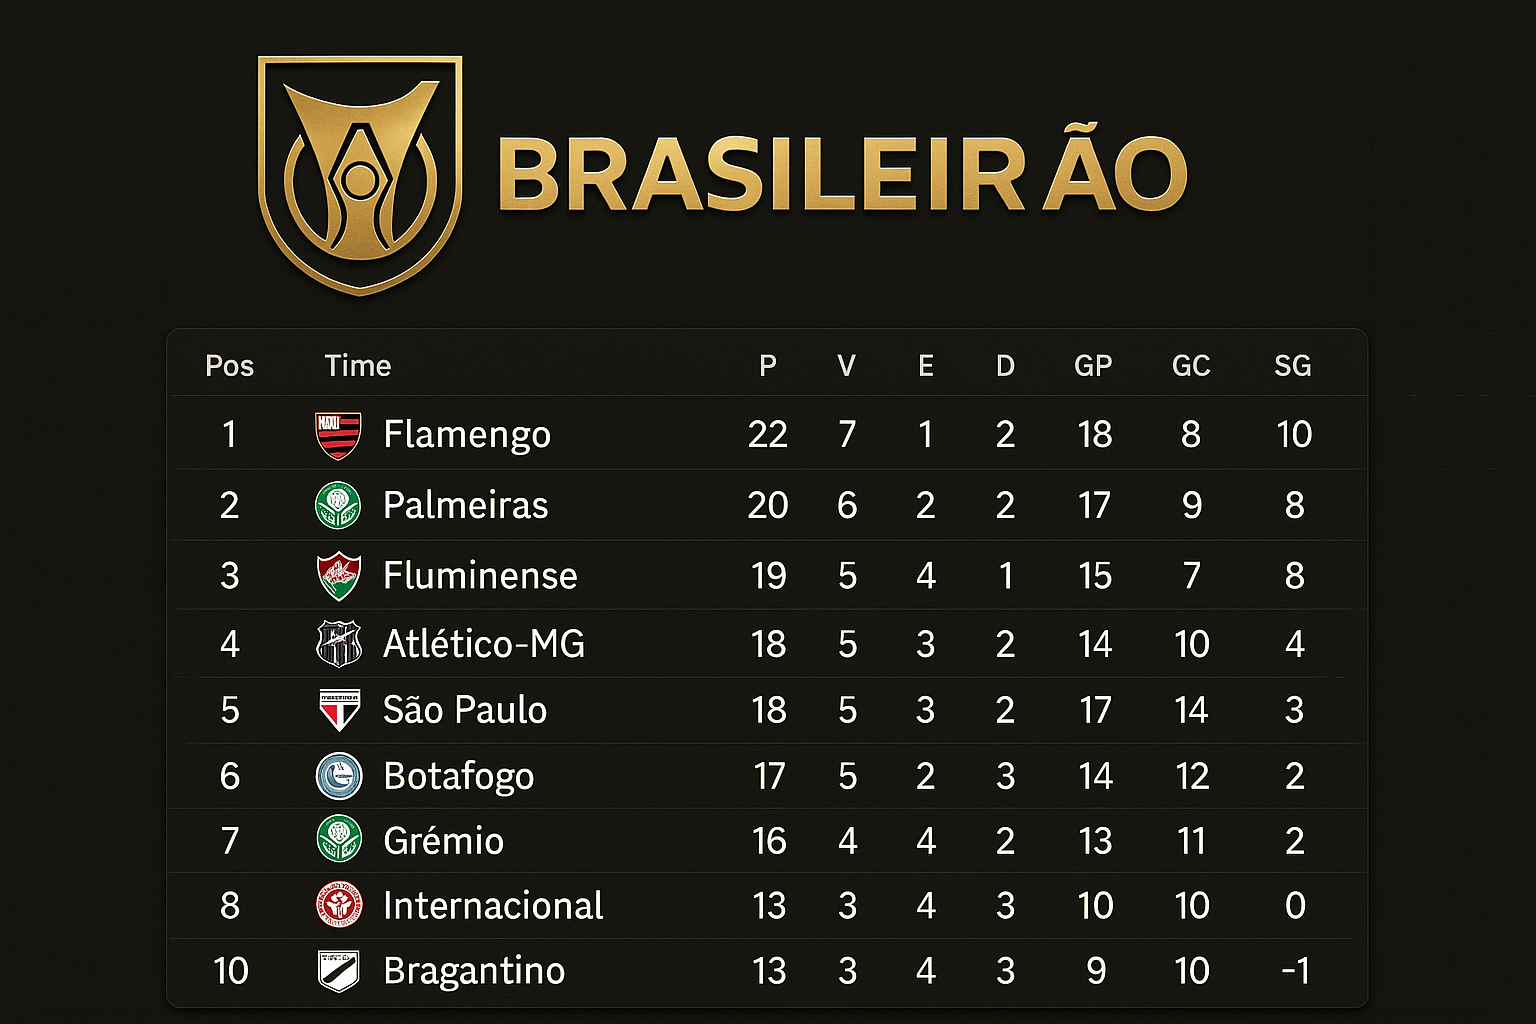 BRASILEIRÃO
Pos Time P V E D GP GC SG
1 Flamengo 22 7 1 2 18 8 10
2 Palmeiras 20 6 2 2 17 9 8
3 Fluminense 19 5 4 1 15 7 8
4 Atlético-MG 18 5 3 2 14 10 4
5 São Paulo 18 5 3 2 17 14 3
6 Botafogo 17 5 2 3 14 12 2
7 Grémio 16 4 4 2 13 11 2
8 Internacional 13 3 4 3 10 10 0
10 Bragantino 13 3 4 3 9 10 -1